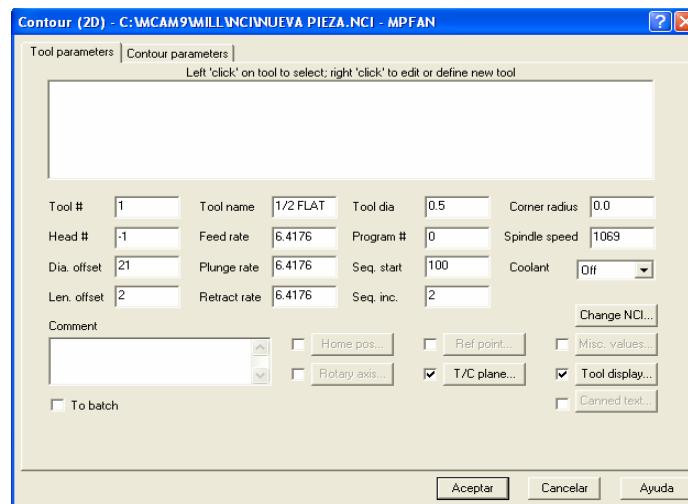 Contour (2D) - C:\MCAM9\MILL\NCI\NUEVA PIEZA.NCI - MPFAN
Tool parameters Contour parameters
Left 'click' on tool to select; right 'click' to edit or define new tool
Tool # 1 Tool name 1/2 FLAT Tool dia 0.5 Corner radius 0.0
Head # -1 Feed rate 6.4176 Program # 0 Spindle speed 1069
Dia. offset 21 Plunge rate 6.4176 Seq. start 100 Coolant Off
Len. offset 2 Retract rate 6.4176 Seq. inc. 2
Change NCI...
Comment
Home pos... Ref point... Misc. values...
Rotary axis... T/C plane... Tool display...
To batch Canned text...
Aceptar Cancelar Ayuda